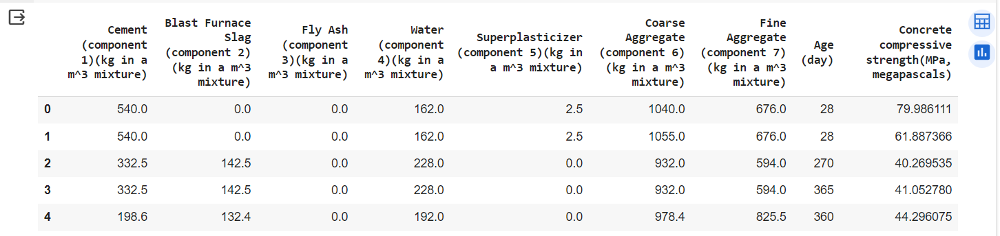 Cement (component 1)(kg in a m^3 mixture) Blast Furnace Slag (component 2)(kg in a m^3 mixture) Fly Ash (component 3)(kg in a m^3 mixture) Water (component 4)(kg in a m^3 mixture) Superplasticizer (component 5)(kg in a m^3 mixture) Coarse Aggregate (component 6)(kg in a m^3 mixture) Fine Aggregate (component 7)(kg in a m^3 mixture) Age (day) Concrete compressive strength(MPa, megapascals)
0 540.0 0.0 0.0 162.0 2.5 1040.0 676.0 28 79.986111
1 540.0 0.0 0.0 162.0 2.5 1055.0 676.0 28 61.887366
2 332.5 142.5 0.0 228.0 0.0 932.0 594.0 270 40.269535
3 332.5 142.5 0.0 228.0 0.0 932.0 594.0 365 41.052780
4 198.6 132.4 0.0 192.0 0.0 978.4 825.5 360 44.296075